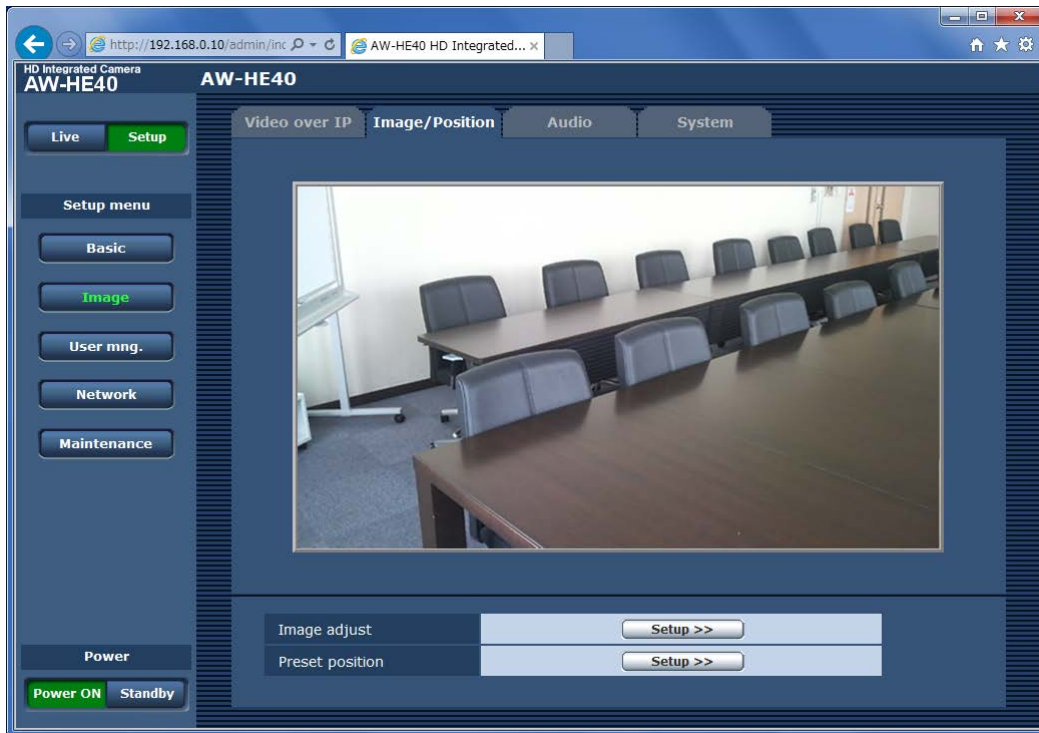 http://192.168.0.10/admin/inc
AW-HE40 HD Integrated...
HD Integrated Camera
AW-HE40
AW-HE40
Live
Setup
Video over IP
Image/Position
Audio
System
Setup menu
Basic
Image
User mng.
Network
Maintenance
Image adjust
Setup >>
Preset position
Setup >>
Power
Power ON
Standby